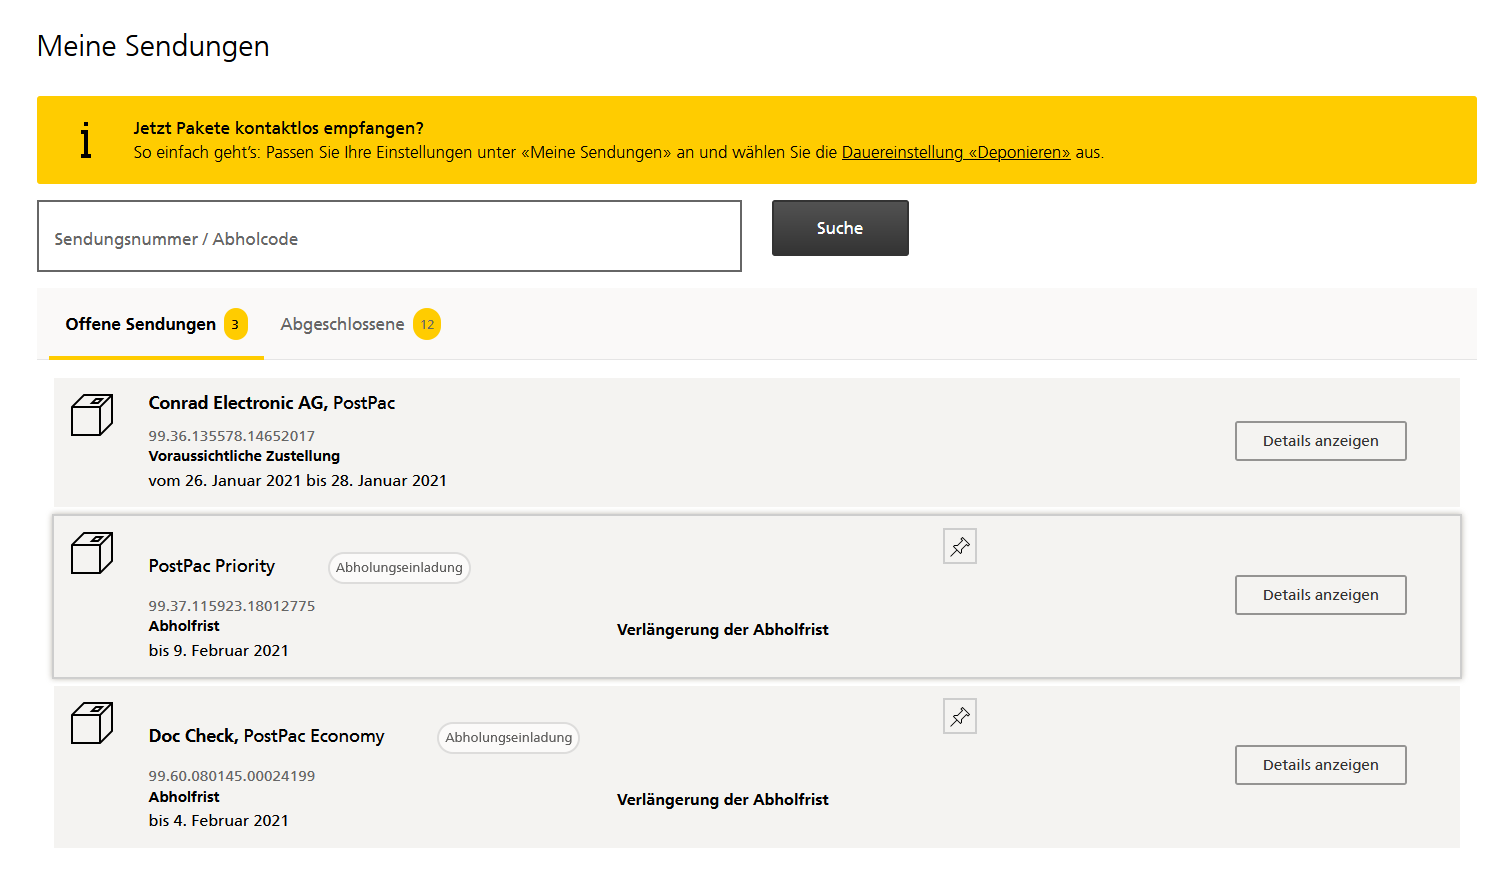 Meine Sendungen
Jetzt Pakete kontaktlos empfangen?
So einfach geht's: Passen Sie Ihre Einstellungen unter «Meine Sendungen» an und wählen Sie die Dauereinstellung «Deponieren» aus.
Sendungsnummer / Abholcode
Suche
Offene Sendungen 3 Abgeschlossene 12
Conrad Electronic AG, PostPac
99.36.135578.14652017
Voraussichtliche Zustellung
vom 26. Januar 2021 bis 28. Januar 2021
Details anzeigen
PostPac Priority Abholungseinladung
99.37.115923.18012775
Abholfrist
bis 9. Februar 2021
Verlängerung der Abholfrist
Details anzeigen
Doc Check, PostPac Economy Abholungseinladung
99.60.080145.00024199
Abholfrist
bis 4. Februar 2021
Verlängerung der Abholfrist
Details anzeigen